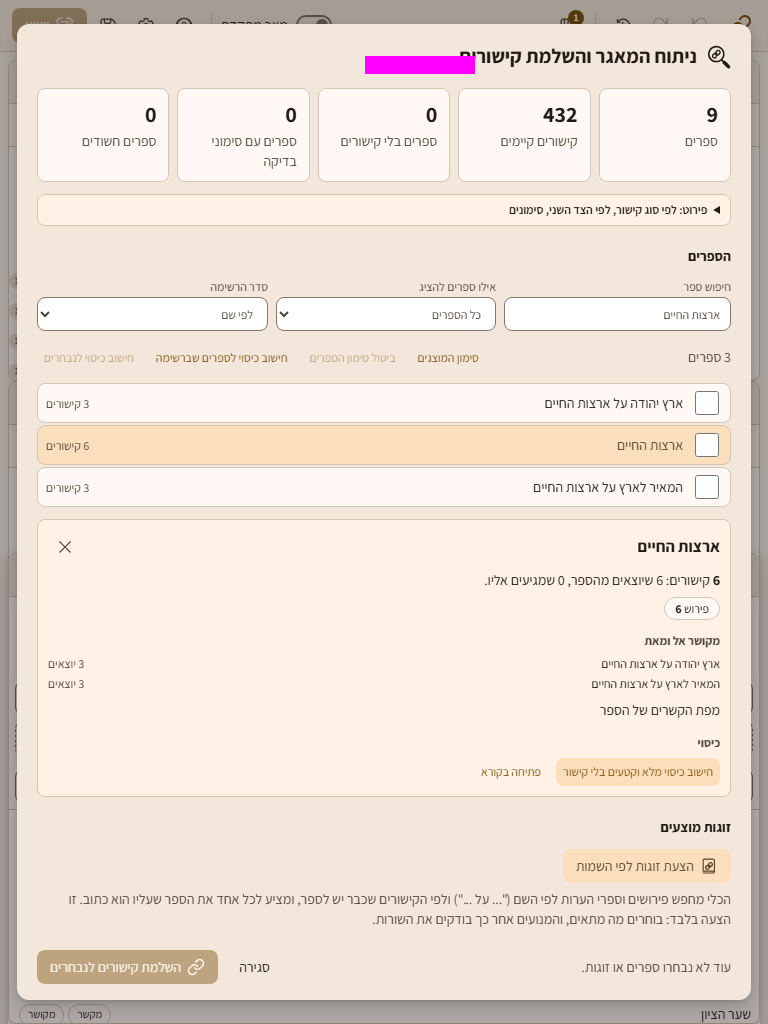 1
ניתוח המאגר והשלמת קישורים
9
ספרים
432
קישורים קיימים
0
ספרים בלי קישורים
0
ספרים עם סימוני בדיקה
0
ספרים חשודים
פירוט: לפי סוג קישור, לפי הצד השני, סימונים
הספרים
חיפוש ספר
אילו ספרים להציג
סדר הרשימה
ארצות החיים
כל הספרים
לפי שם
3 ספרים
סימון המוצגים
ביטול סימון הספרים
חישוב כיסוי לספרים שברשימה
חישוב כיסוי לנבחרים
ארץ יהודה על ארצות החיים
3 קישורים
ארצות החיים
6 קישורים
המאיר לארץ על ארצות החיים
3 קישורים
ארצות החיים
6 קישורים: 6 שיוצאים מהספר, 0 שמגיעים אליו.
פירוש 6
מקושר אל ומאת
ארץ יהודה על ארצות החיים
3 יוצאים
המאיר לארץ על ארצות החיים
3 יוצאים
מפת הקשרים של הספר
כיסוי
חישוב כיסוי מלא וקטעים בלי קישור
פתיחה בקורא
זוגות מוצעים
הצעת זוגות לפי השמות
הכלי מחפש פירושים וספרי הערות לפי השם ("... על ...") ולפי הקישורים שכבר יש לספר, ומציע לכל אחד את הספר שעליו הוא כתוב. זו
הצעה בלבד: בוחרים מה מתאים, והמנועים אחר כך בודקים את השורות.
עוד לא נבחרו ספרים או זוגות.
סגירה
השלמת קישורים לנבחרים
שער הציון
מקשר
מקושר